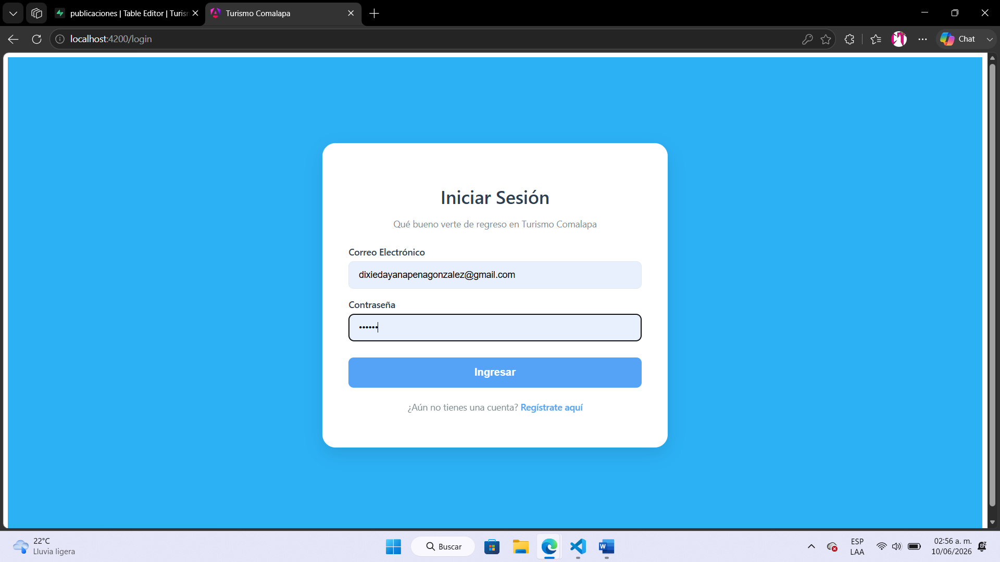 publicaciones | Table Editor | Turisr
Turismo Comalapa
localhost:4200/login
Chat
Iniciar Sesión
Qué bueno verte de regreso en Turismo Comalapa
Correo Electrónico
dixiedayanapenagonzalez@gmail.com
Contraseña
••••••
Ingresar
¿Aún no tienes una cuenta? Regístrate aquí
22°C
Lluvia ligera
Buscar
ESP
LAA
02:56 a. m.
10/06/2026